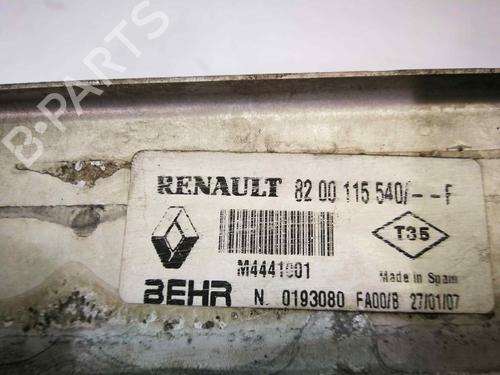 B-PARTS
RENAULT 82 00 115 540/--F
M4441001
T35
Made in Spain
BEHR N. 0193080 FA00/B 27/01/07